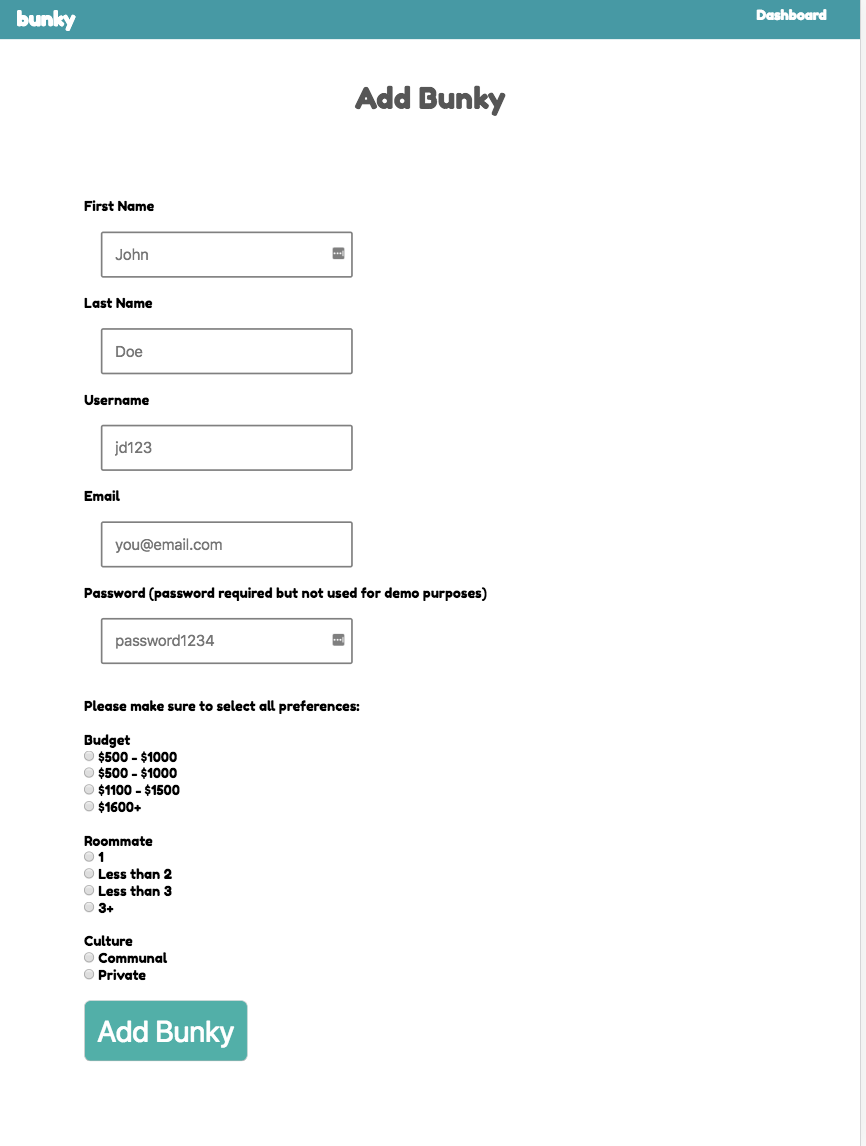 bunky
Dashboard
Add Bunky
First Name
John
Last Name
Doe
Username
jd123
Email
you@email.com
Password (password required but not used for demo purposes)
password1234
Please make sure to select all preferences:
Budget
$500 - $1000
$500 - $1000
$1100 - $1500
$1600+
Roommate
1
Less than 2
Less than 3
3+
Culture
Communal
Private
Add Bunky